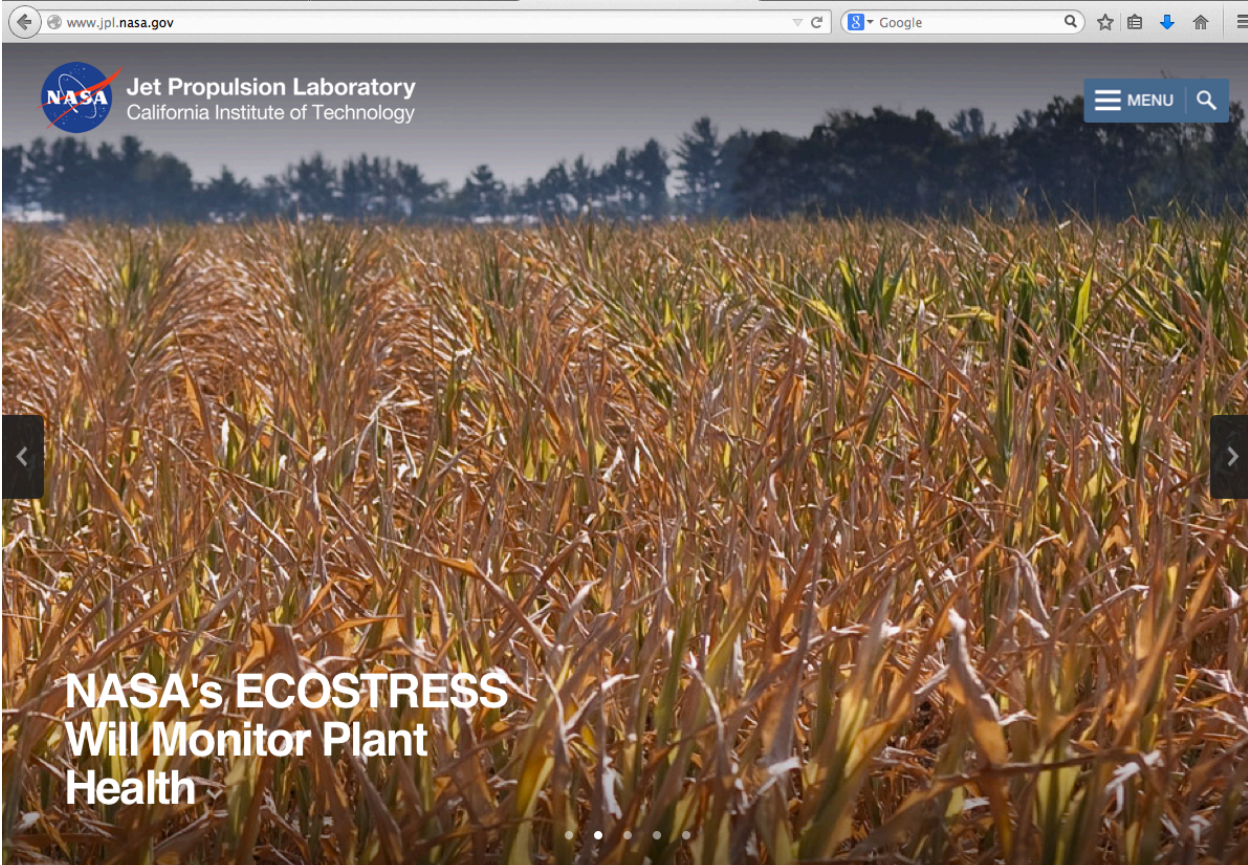 www.jpl.nasa.gov
8 Google
NASA
Jet Propulsion Laboratory
California Institute of Technology
MENU
NASA's ECOSTRESS
Will Monitor Plant
Health